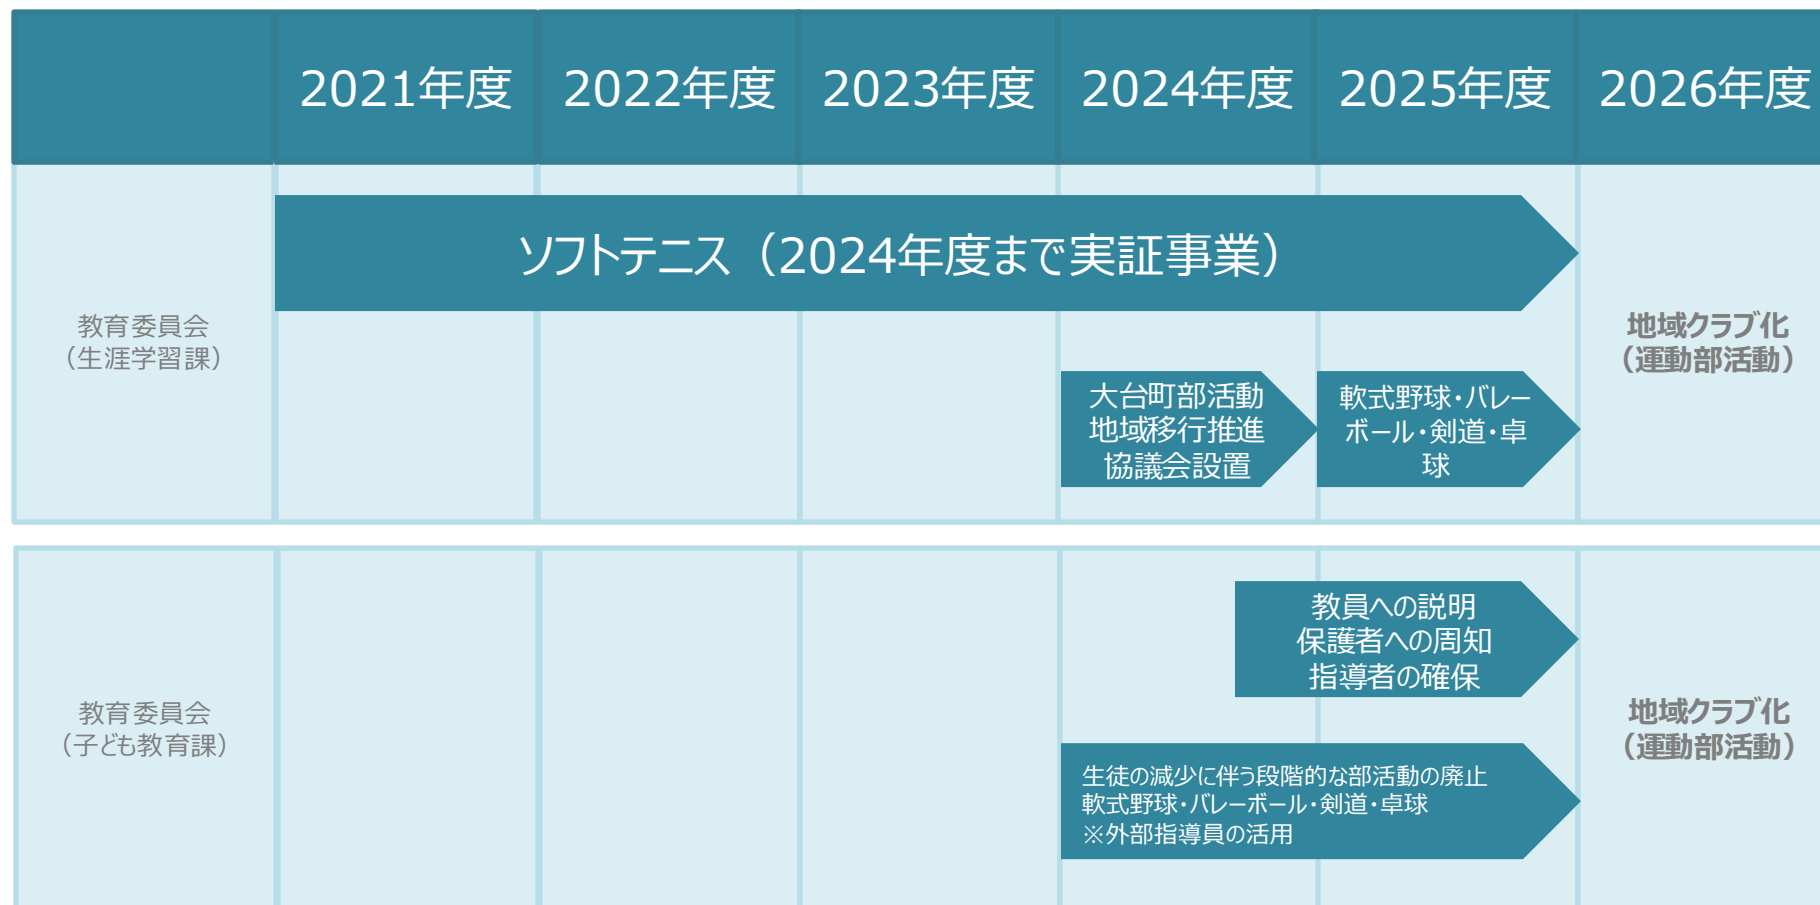 2021年度
2022年度
2023年度
2024年度
2025年度
2026年度
教育委員会
（生涯学習課）
ソフトテニス（2024年度まで実証事業）
大台町部活動
地域移行推進
協議会設置
軟式野球・バレー
ボール・剣道・卓
球
地域クラブ化
（運動部活動）
教育委員会
（子ども教育課）
教員への説明
保護者への周知
指導者の確保
生徒の減少に伴う段階的な部活動の廃止
軟式野球・バレーボール・剣道・卓球
※外部指導員の活用
地域クラブ化
（運動部活動）